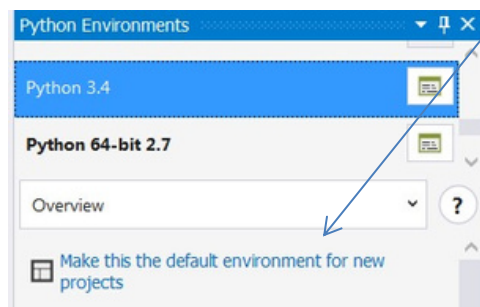 Python Environments
Python 3.4
Python 64-bit 2.7
Overview
?
Make this the default environment for new
projects